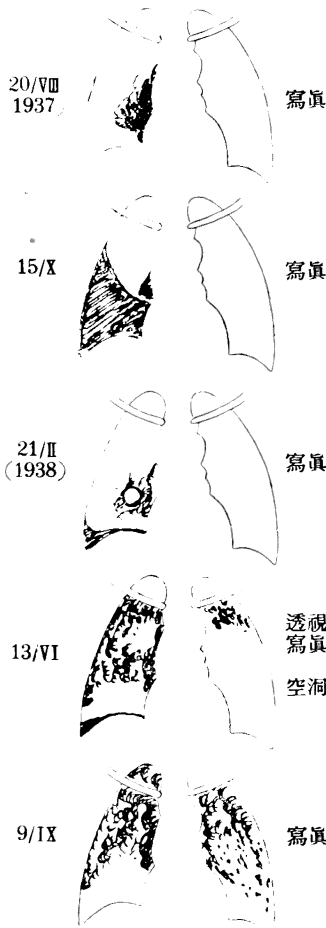 20/VIII
1937
寫眞
15/X
寫眞
21/II
(1938)
寫眞
13/VI
透視
寫眞
空洞
9/IX
寫眞